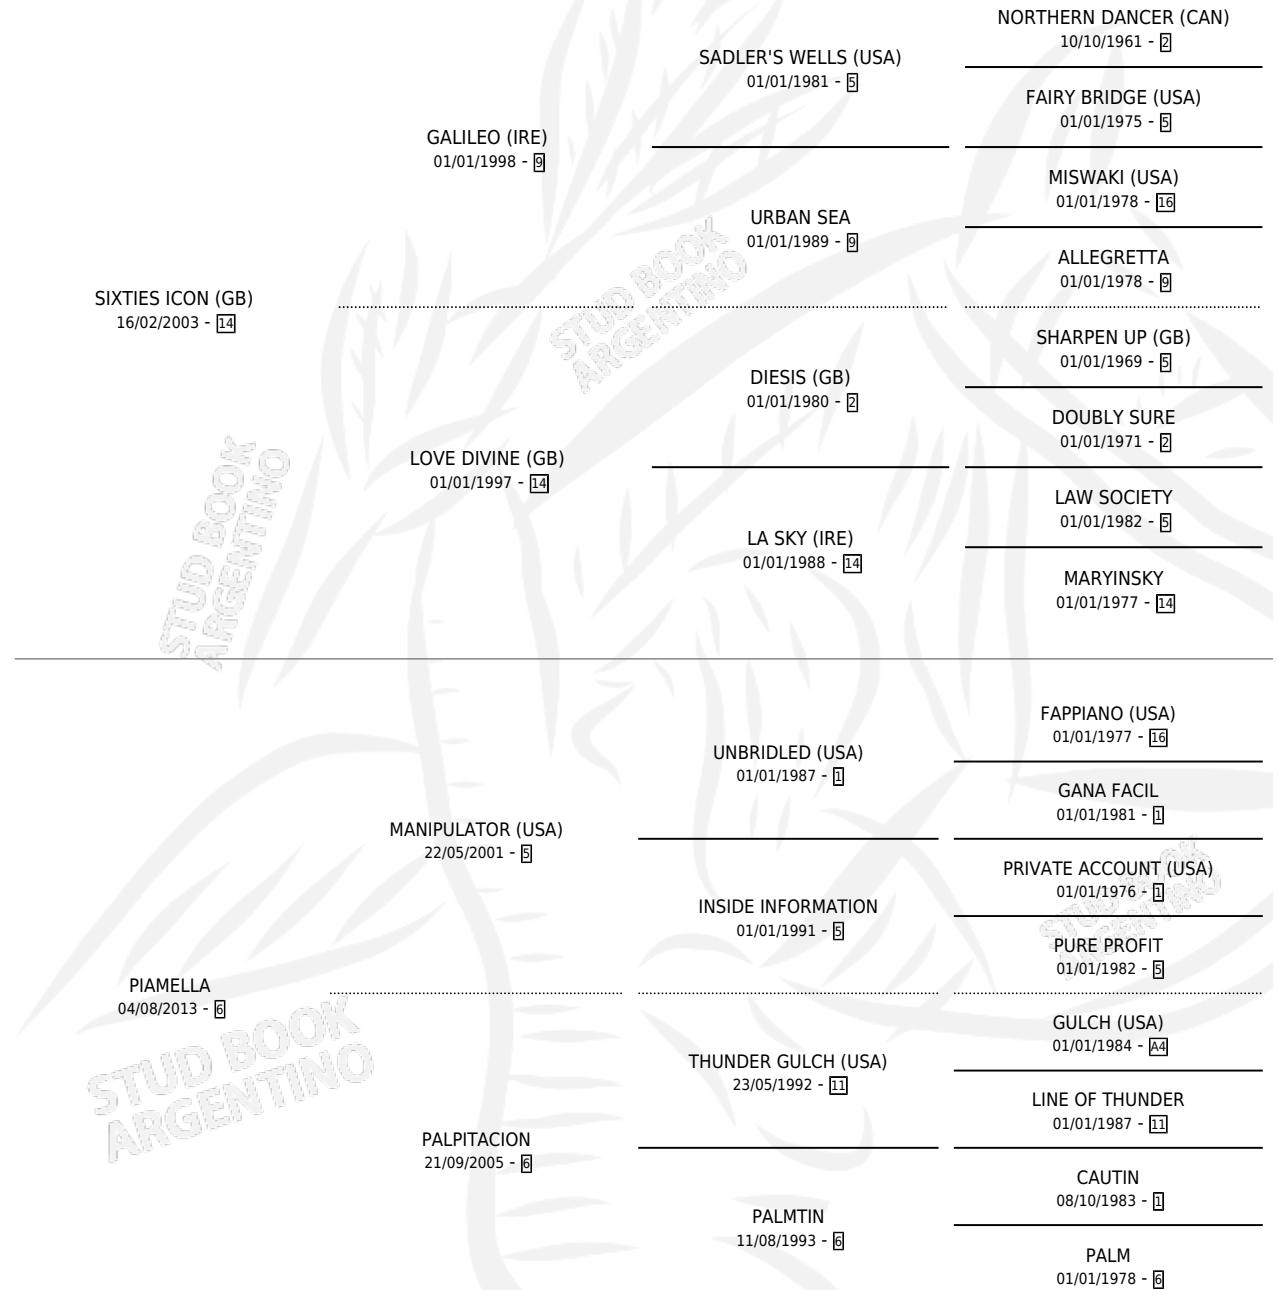 NORTHERN DANCER (CAN)
10/10/1961 - 2
SADLER'S WELLS (USA)
01/01/1981 - 5
FAIRY BRIDGE (USA)
01/01/1975 - 5
GALILEO (IRE)
01/01/1998 - 9
MISWAKI (USA)
01/01/1978 - 16
URBAN SEA
01/01/1989 - 9
ALLEGRETTA
01/01/1978 - 9
SIXTIES ICON (GB)
16/02/2003 - 14
SHARPEN UP (GB)
01/01/1969 - 5
DIESIS (GB)
01/01/1980 - 2
DOUBLY SURE
01/01/1971 - 2
LOVE DIVINE (GB)
01/01/1997 - 14
LAW SOCIETY
01/01/1982 - 5
LA SKY (IRE)
01/01/1988 - 14
MARYINSKY
01/01/1977 - 14
FAPPIANO (USA)
01/01/1977 - 16
UNBRIDLED (USA)
01/01/1987 - 1
GANA FACIL
01/01/1981 - 1
MANIPULATOR (USA)
22/05/2001 - 5
PRIVATE ACCOUNT (USA)
01/01/1976 - 1
INSIDE INFORMATION
01/01/1991 - 5
PURE PROFIT
01/01/1982 - 5
PIAMELLA
04/08/2013 - 6
GULCH (USA)
01/01/1984 - A4
THUNDER GULCH (USA)
23/05/1992 - 11
LINE OF THUNDER
01/01/1987 - 11
PALPITACION
21/09/2005 - 6
CAUTIN
08/10/1983 - 1
PALMTIN
11/08/1993 - 6
PALM
01/01/1978 - 6
STUD BOOK
ARGENTINO
STUD BOOK
ARGENTINO
STUD BOOK
ARGENTINO
STUD BOOK
ARGENTINO